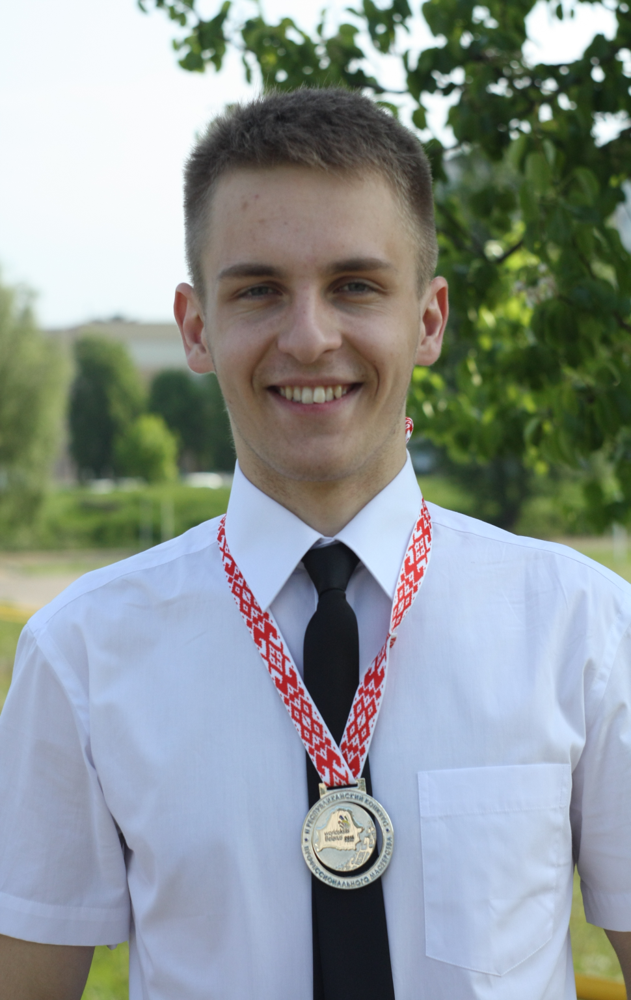 РЕСПУБЛИКАНСКИЙ КОНКУРС
ПРОФЕССИОНАЛЬНОГО МАСТЕРСТВА
worldskills
Belarus